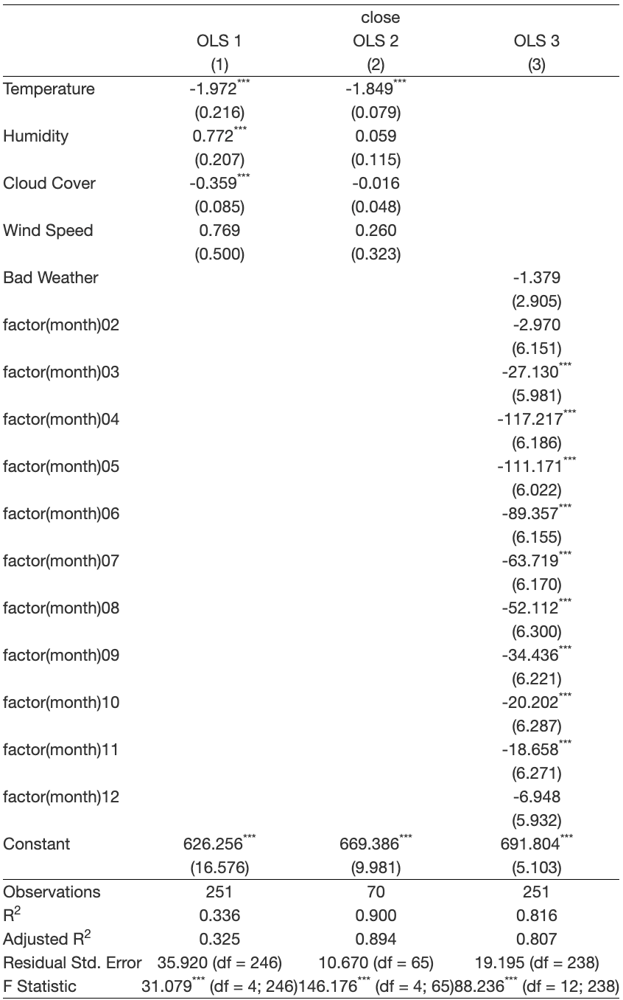 close
OLS 1 OLS 2 OLS 3
(1) (2) (3)
Temperature -1.972*** -1.849***
(0.216) (0.079)
Humidity 0.772*** 0.059
(0.207) (0.115)
Cloud Cover -0.359*** -0.016
(0.085) (0.048)
Wind Speed 0.769 0.260
(0.500) (0.323)
Bad Weather -1.379
(2.905)
factor(month)02 -2.970
(6.151)
factor(month)03 -27.130***
(5.981)
factor(month)04 -117.217***
(6.186)
factor(month)05 -111.171***
(6.022)
factor(month)06 -89.357***
(6.155)
factor(month)07 -63.719***
(6.170)
factor(month)08 -52.112***
(6.300)
factor(month)09 -34.436***
(6.221)
factor(month)10 -20.202***
(6.287)
factor(month)11 -18.658***
(6.271)
factor(month)12 -6.948
(5.932)
Constant 626.256*** 669.386*** 691.804***
(16.576) (9.981) (5.103)
Observations 251 70 251
R2 0.336 0.900 0.816
Adjusted R2 0.325 0.894 0.807
Residual Std. Error 35.920 (df = 246) 10.670 (df = 65) 19.195 (df = 238)
F Statistic 31.079*** (df = 4; 246)146.176*** (df = 4; 65)88.236*** (df = 12; 238)